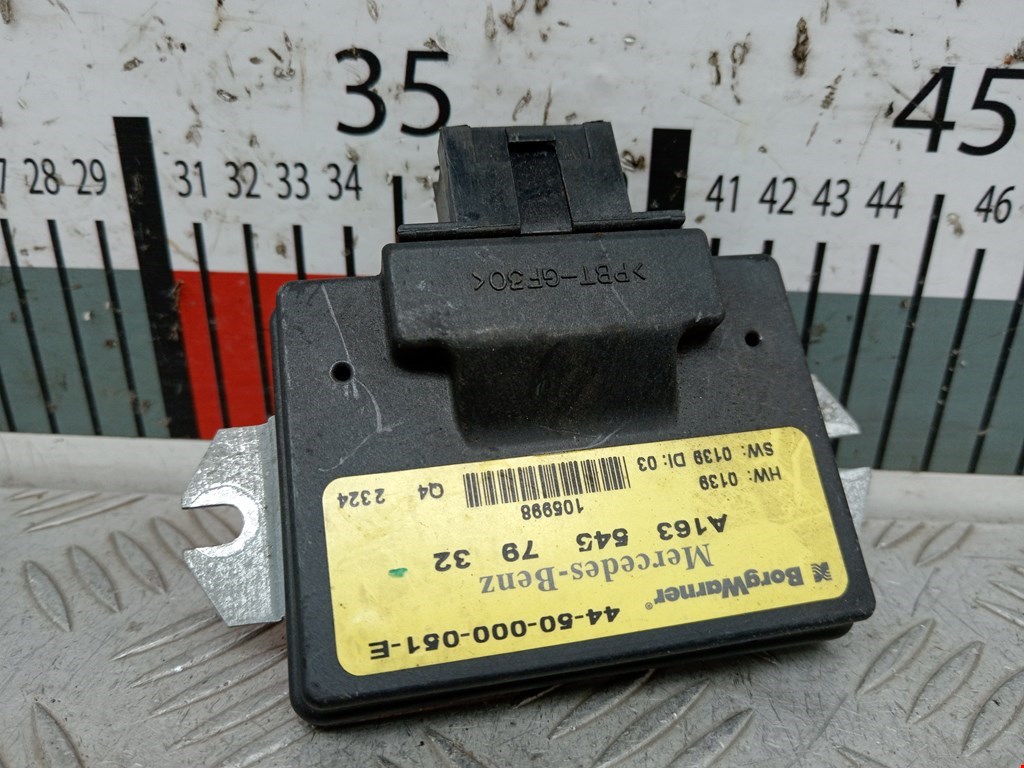 35
45
7 28 29 31 32 33 34 41 42 43 44 46
>PBT-GF30<
BorgWarner® 44-50-000-051-E
Mercedes-Benz
A163 545 79 32
105998
HW: 0139
SW: 0139 DI: 03
Q4 2324